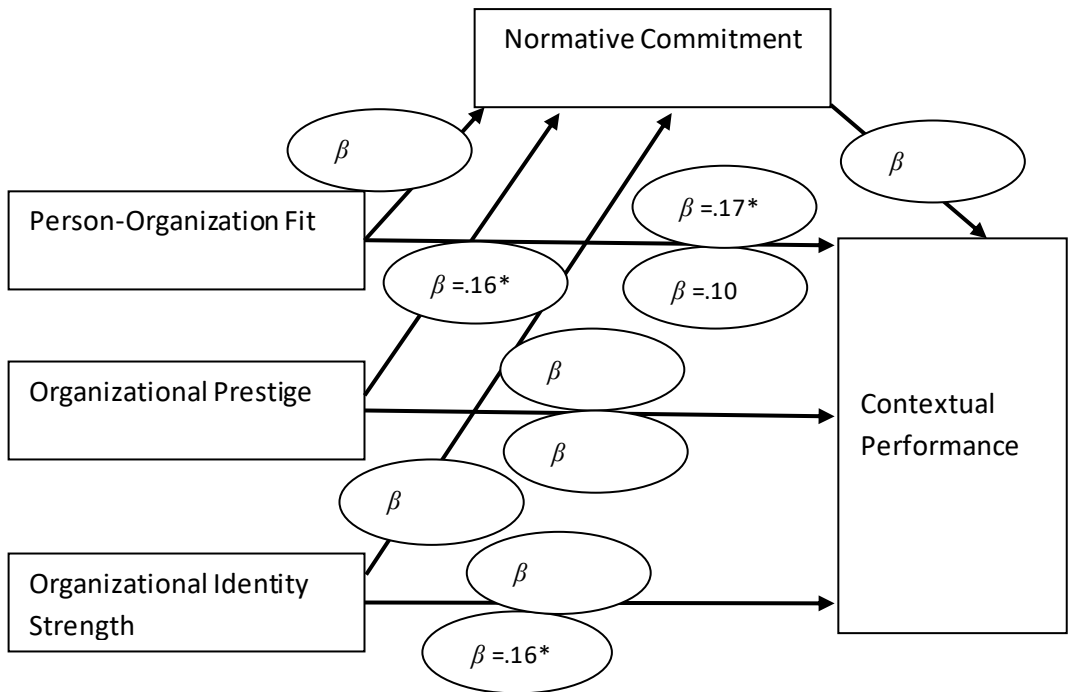 Normative Commitment
β
β
Person-Organization Fit
β =.17*
β =.16*
β =.10
Organizational Prestige
β
β
Contextual
Performance
β
Organizational Identity
Strength
β
β =.16*